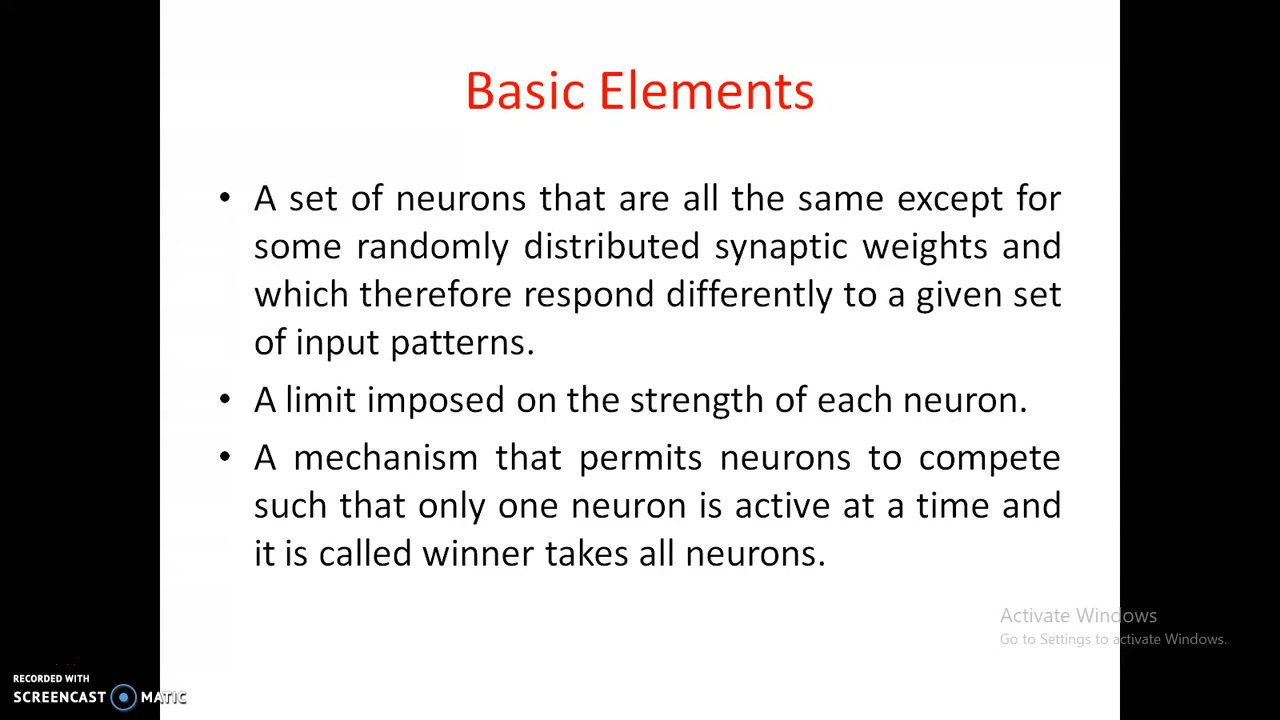 Basic Elements
• A set of neurons that are all the same except for
some randomly distributed synaptic weights and
which therefore respond differently to a given set
of input patterns.
• A limit imposed on the strength of each neuron.
• A mechanism that permits neurons to compete
such that only one neuron is active at a time and
it is called winner takes all neurons.
Activate Windows
Go to Settings to activate Windows.
RECORDED WITH
SCREENCAST MATIC